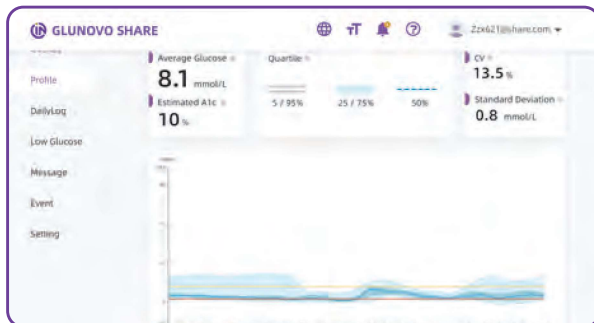 GLUNOVO SHARE
Zzx621@share.com
Profile
DailyLog
Low Glucose
Message
Event
Setting
Average Glucose
8.1 mmol/L
Estimated A1c
10 %
Quartile
5 / 95%
25 / 75%
50%
CV
13.5 %
Standard Deviation
0.8 mmol/L